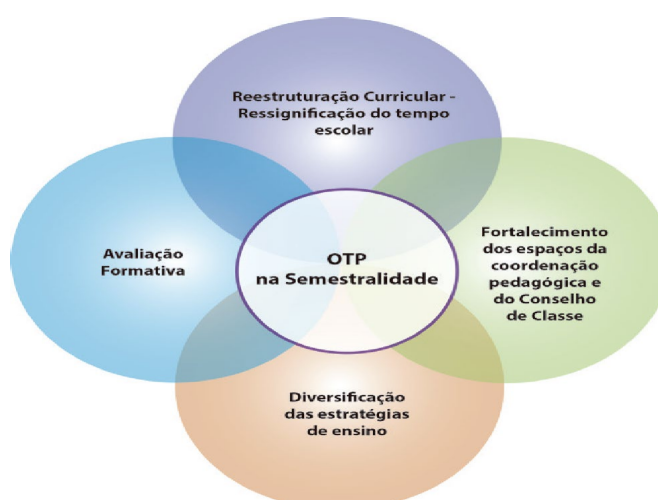 Reestruturação Curricular -
Ressignificação do tempo
escolar
Avaliação
Formativa
OTP
na Semestralidade
Fortalecimento
dos espaços da
coordenação
pedagógica e
do Conselho
de Classe
Diversificação
das estratégias
de ensino